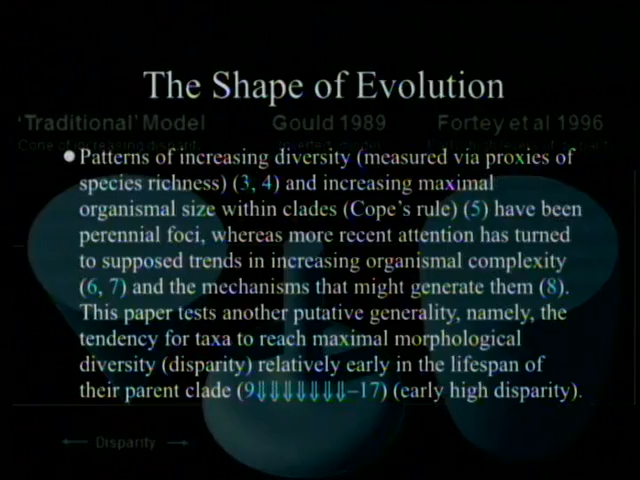 The Shape of Evolution
'Traditional' Model
Gould 1989
Fortey et al 1996
Patterns of increasing diversity (measured via proxies of
species richness) (3, 4) and increasing maximal
organismal size within clades (Cope's rule) (5) have been
perennial foci, whereas more recent attention has turned
to supposed trends in increasing organismal complexity
(6, 7) and the mechanisms that might generate them (8).
This paper tests another putative generality, namely, the
tendency for taxa to reach maximal morphological
diversity (disparity) relatively early in the lifespan of
their parent clade (9⇓⇓⇓⇓⇓⇓⇓–17) (early high disparity).
Disparity